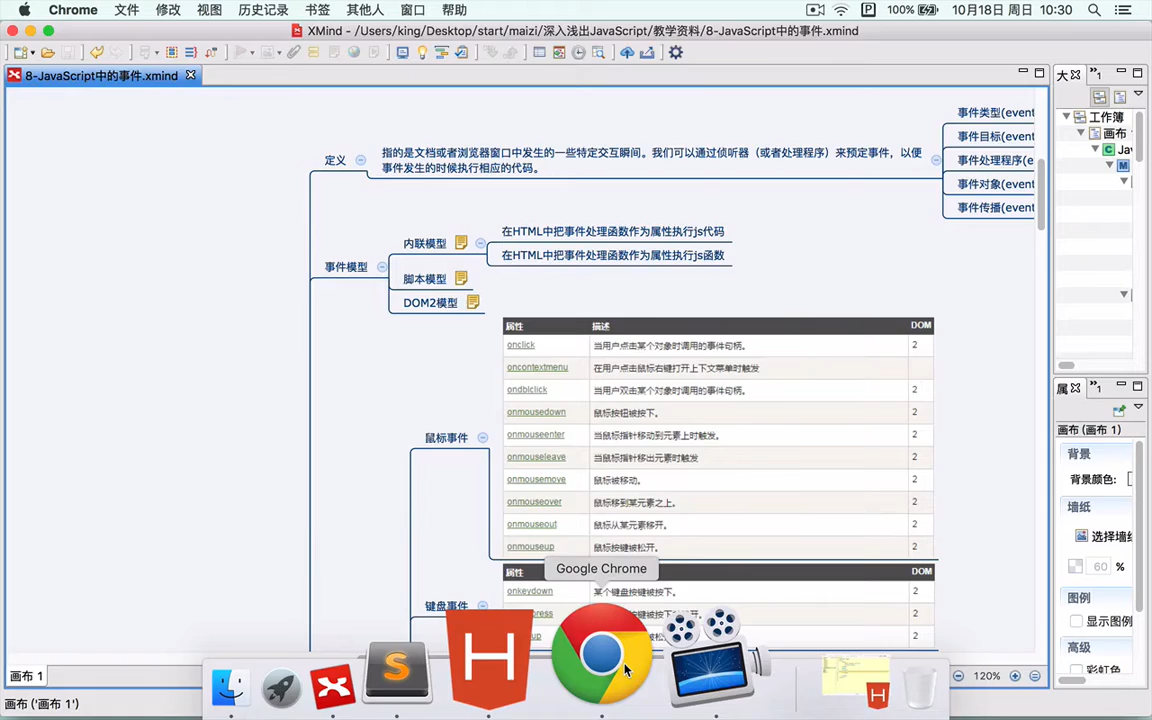 Chrome 文件 修改 视图 历史记录 书签 其他人 窗口 帮助 P 100% 10月18日 周日 10:30
XMind - /Users/king/Desktop/start/maizi/深入浅出JavaScript/教学资料/8-JavaScript中的事件.xmind
8-JavaScript中的事件.xmind
大 »1
工作簿
画布
C Jav
M
事件类型(event
事件目标(event
事件处理程序(e
事件对象(event
事件传播(event
定义
指的是文档或者浏览器窗口中发生的一些特定交互瞬间。我们可以通过侦听器（或者处理程序）来预定事件，以便
事件发生的时候执行相应的代码。
事件模型
内联模型
在HTML中把事件处理函数作为属性执行js代码
在HTML中把事件处理函数作为属性执行js函数
脚本模型
DOM2模型
鼠标事件
属性 描述 DOM
onclick 当用户点击某个对象时调用的事件句柄。 2
oncontextmenu 在用户点击鼠标右键打开上下文菜单时触发
ondblclick 当用户双击某个对象时调用的事件句柄。 2
onmousedown 鼠标按钮被按下。 2
onmouseenter 当鼠标指针移动到元素上时触发。 2
onmouseleave 当鼠标指针移出元素时触发 2
onmousemove 鼠标被移动。 2
onmouseover 鼠标移到某元素之上。 2
onmouseout 鼠标从某元素移开。 2
onmouseup 鼠标按键被松开。 2
键盘事件
属性 DOM
onkeydown 某个键盘按键被按下。 2
press 2
up 2
Google Chrome
属 »1
画布 (画布 1)
背景
背景颜色:
墙纸
选择墙纸
60 %
图例
显示图例
高级
彩虹色
画布 1
120%
画布 ('画布 1')